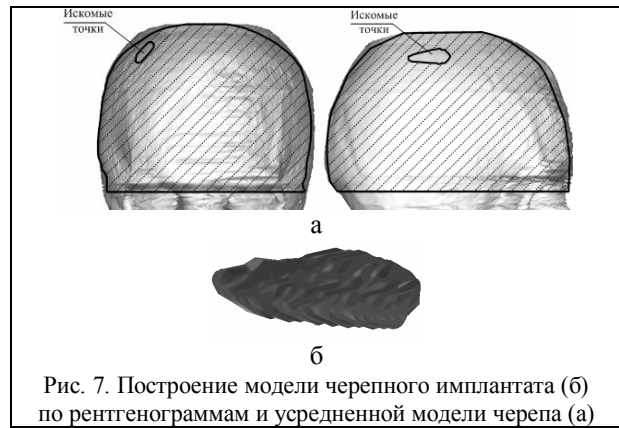 Искомые
точки
Искомые
точки
а
б
Рис. 7. Построение модели черепного имплантата (б)
по рентгенограммам и усредненной модели черепа (а)